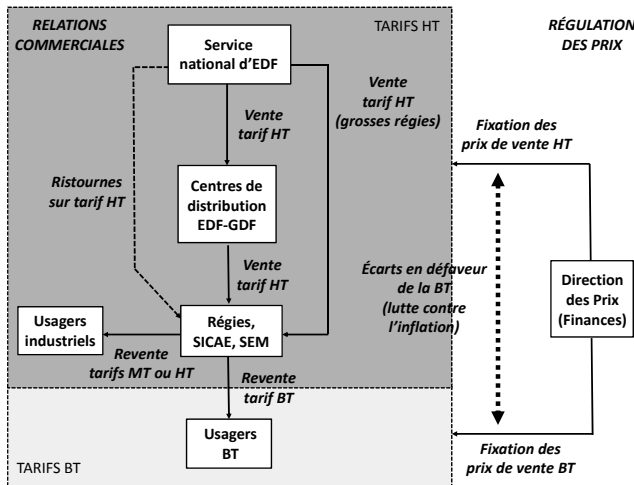 RELATIONS
COMMERCIALES
TARIFS HT
RÉGULATION
DES PRIX
Service
national d’EDF
Vente
tarif HT
(grosses régies)
Vente
tarif HT
Fixation des
prix de vente HT
Ristournes
sur tarif HT
Centres de
distribution
EDF-GDF
Vente
tarif HT
Écarts en défaveur
de la BT
(lutte contre
l’inflation)
Direction
des Prix
(Finances)
Usagers
industriels
Régies,
SICAE, SEM
Revente
tarifs MT ou HT
Revente
tarif BT
Usagers
BT
TARIFS BT
Fixation des
prix de vente BT